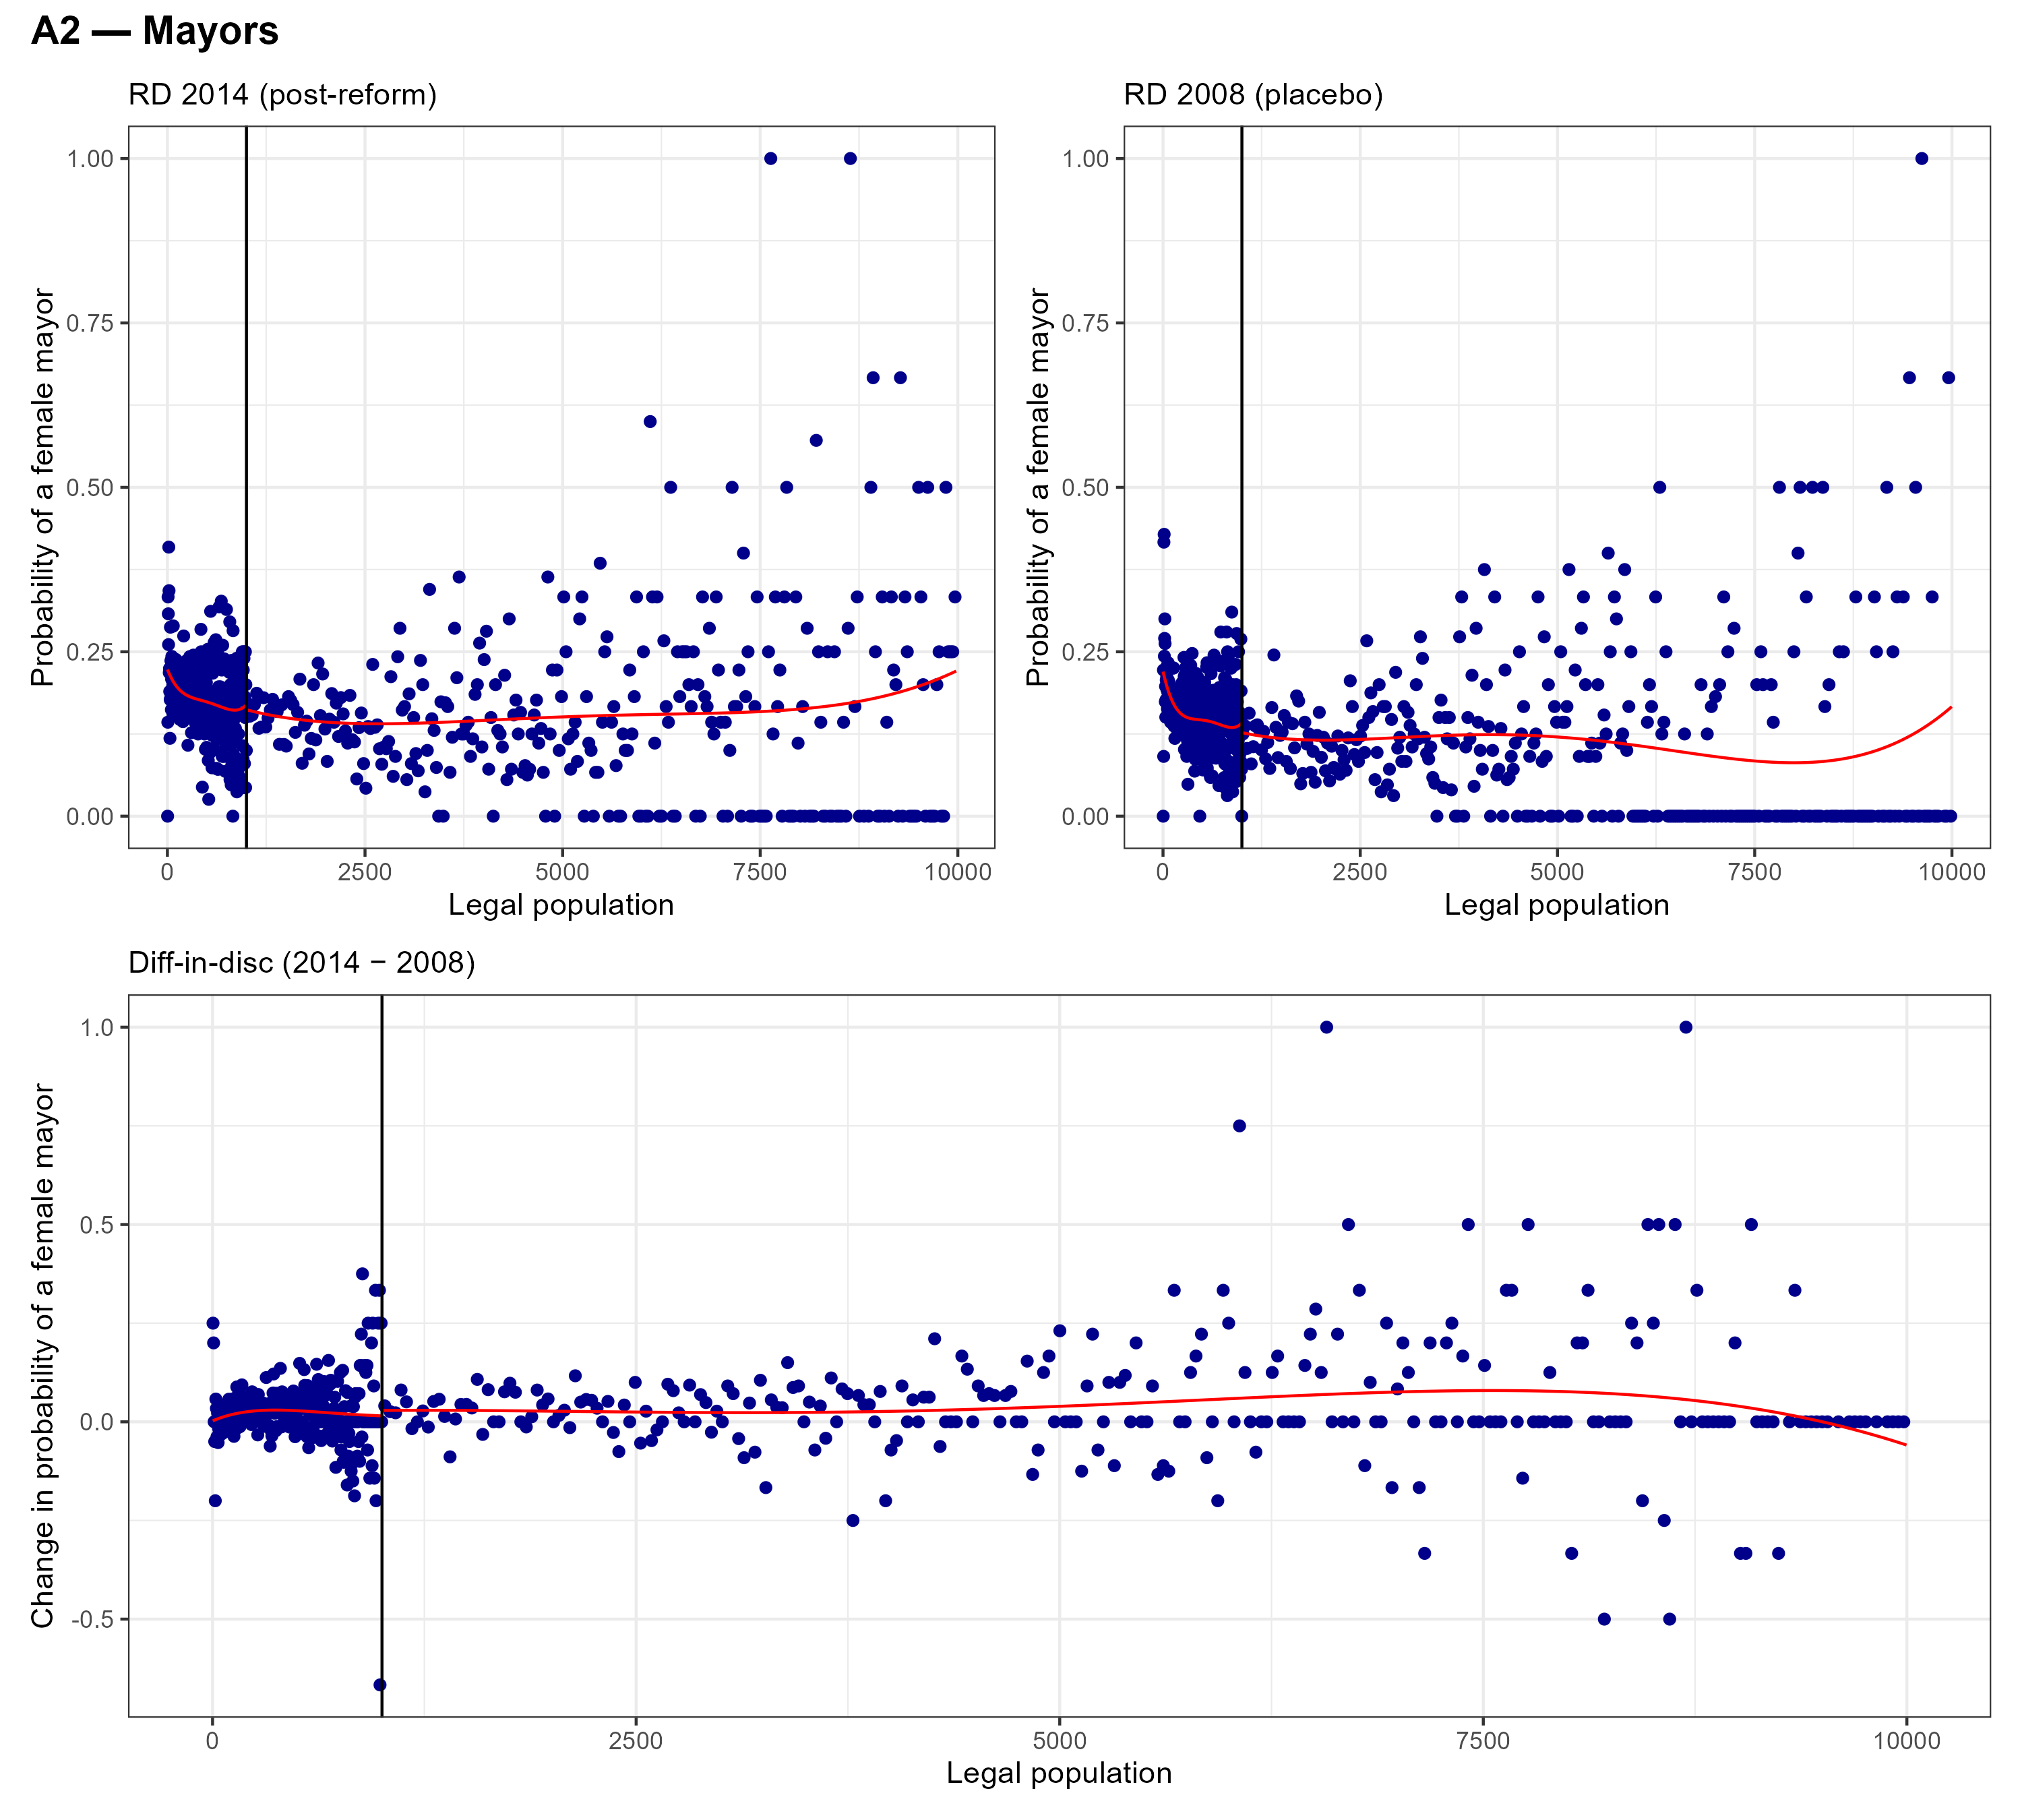 A2 — Mayors
RD 2014 (post-reform)
Probability of a female mayor
1.00
0.75
0.50
0.25
0.00
0 2500 5000 7500 10000
Legal population
RD 2008 (placebo)
Probability of a female mayor
1.00
0.75
0.50
0.25
0.00
0 2500 5000 7500 10000
Legal population
Diff-in-disc (2014 − 2008)
Change in probability of a female mayor
1.0
0.5
0.0
-0.5
0 2500 5000 7500 10000
Legal population